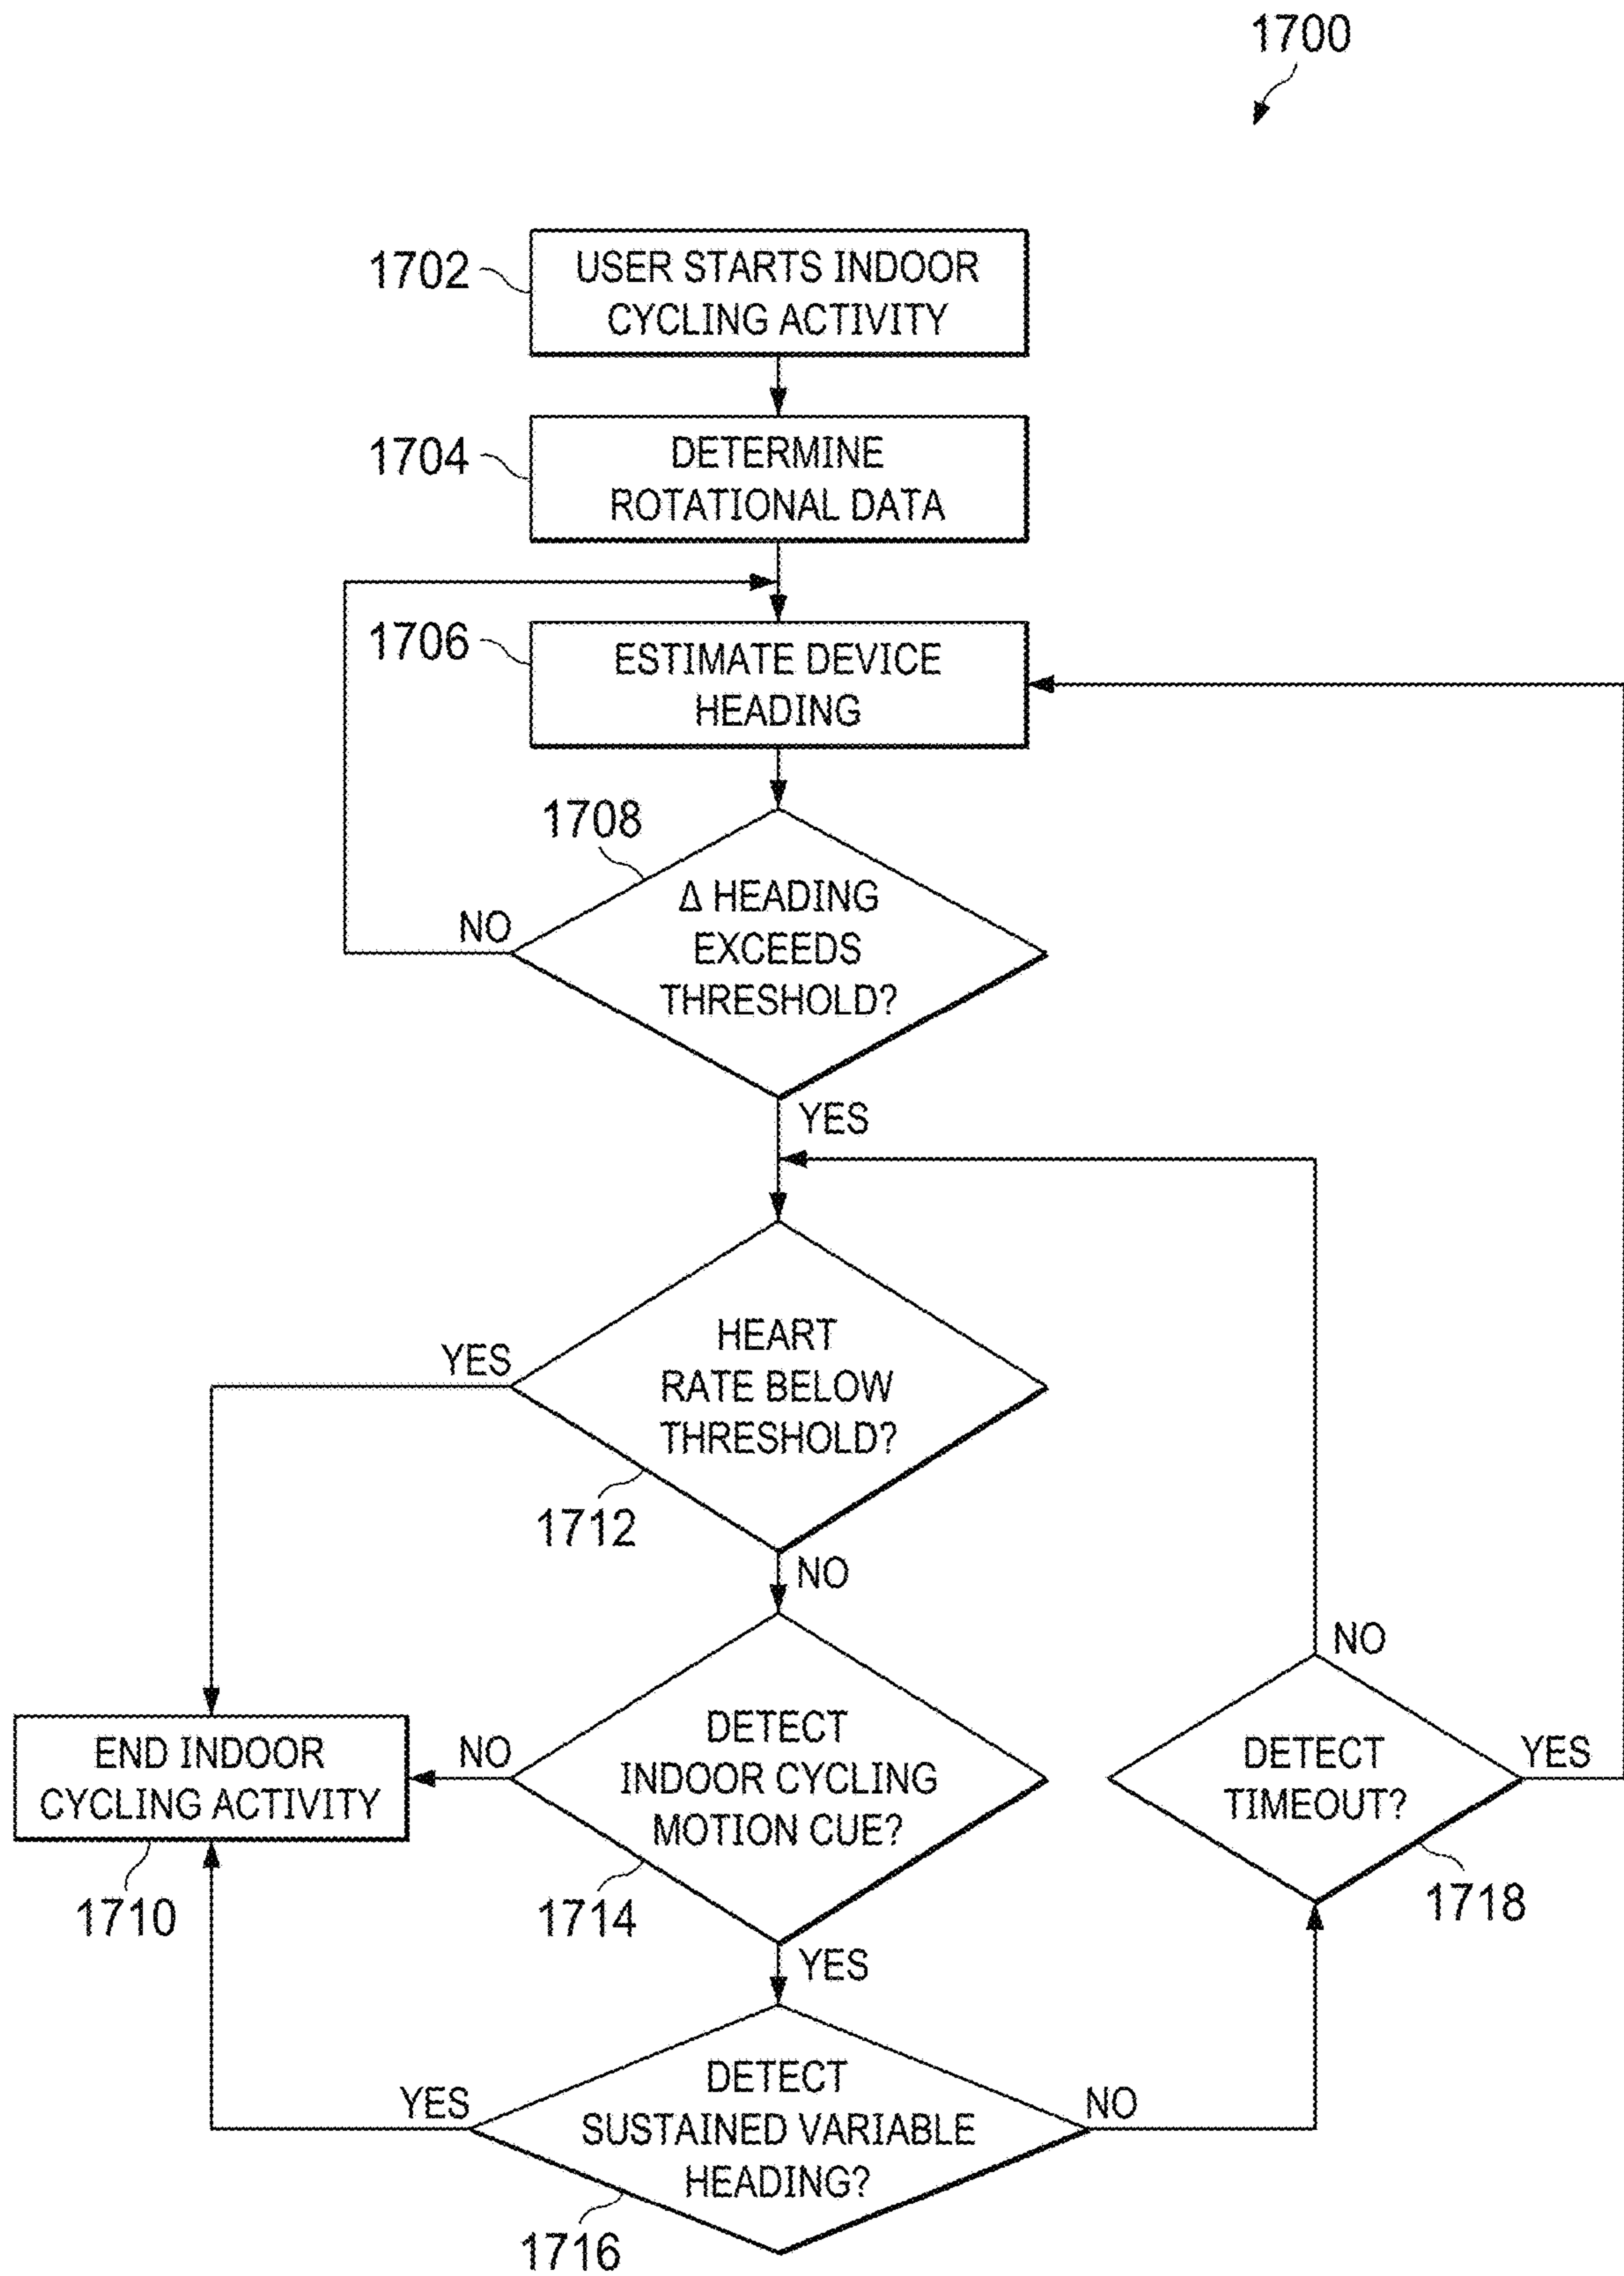 1700
1702
USER STARTS INDOOR
CYCLING ACTIVITY
1704
DETERMINE
ROTATIONAL DATA
1706
ESTIMATE DEVICE
HEADING
1708
Δ HEADING
EXCEEDS
THRESHOLD?
NO
YES
HEART
RATE BELOW
THRESHOLD?
YES
1712
NO
DETECT
INDOOR CYCLING
MOTION CUE?
NO
1714
YES
END INDOOR
CYCLING ACTIVITY
1710
NO
DETECT
TIMEOUT?
YES
1718
DETECT
SUSTAINED VARIABLE
HEADING?
YES
NO
1716